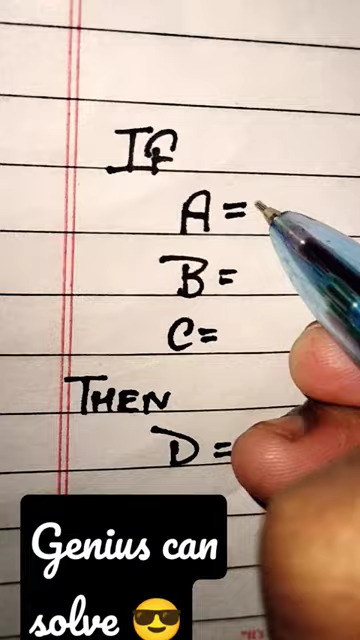 IF
A =
B =
C =
THEN
D =
Genius can
solve 😎